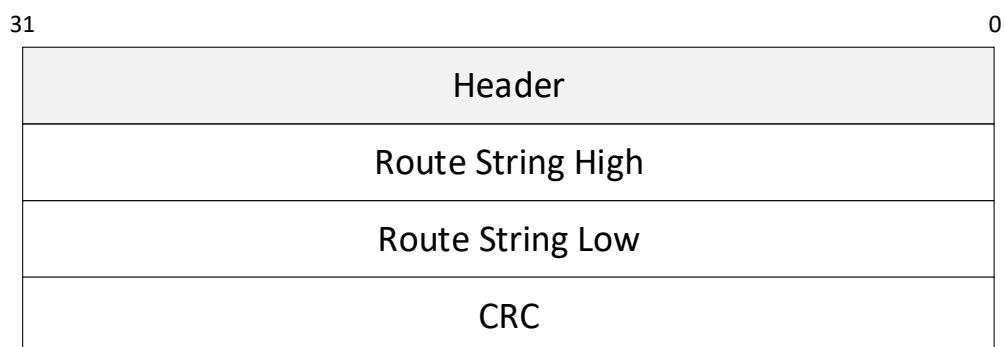 31 0
Header
Route String High
Route String Low
CRC